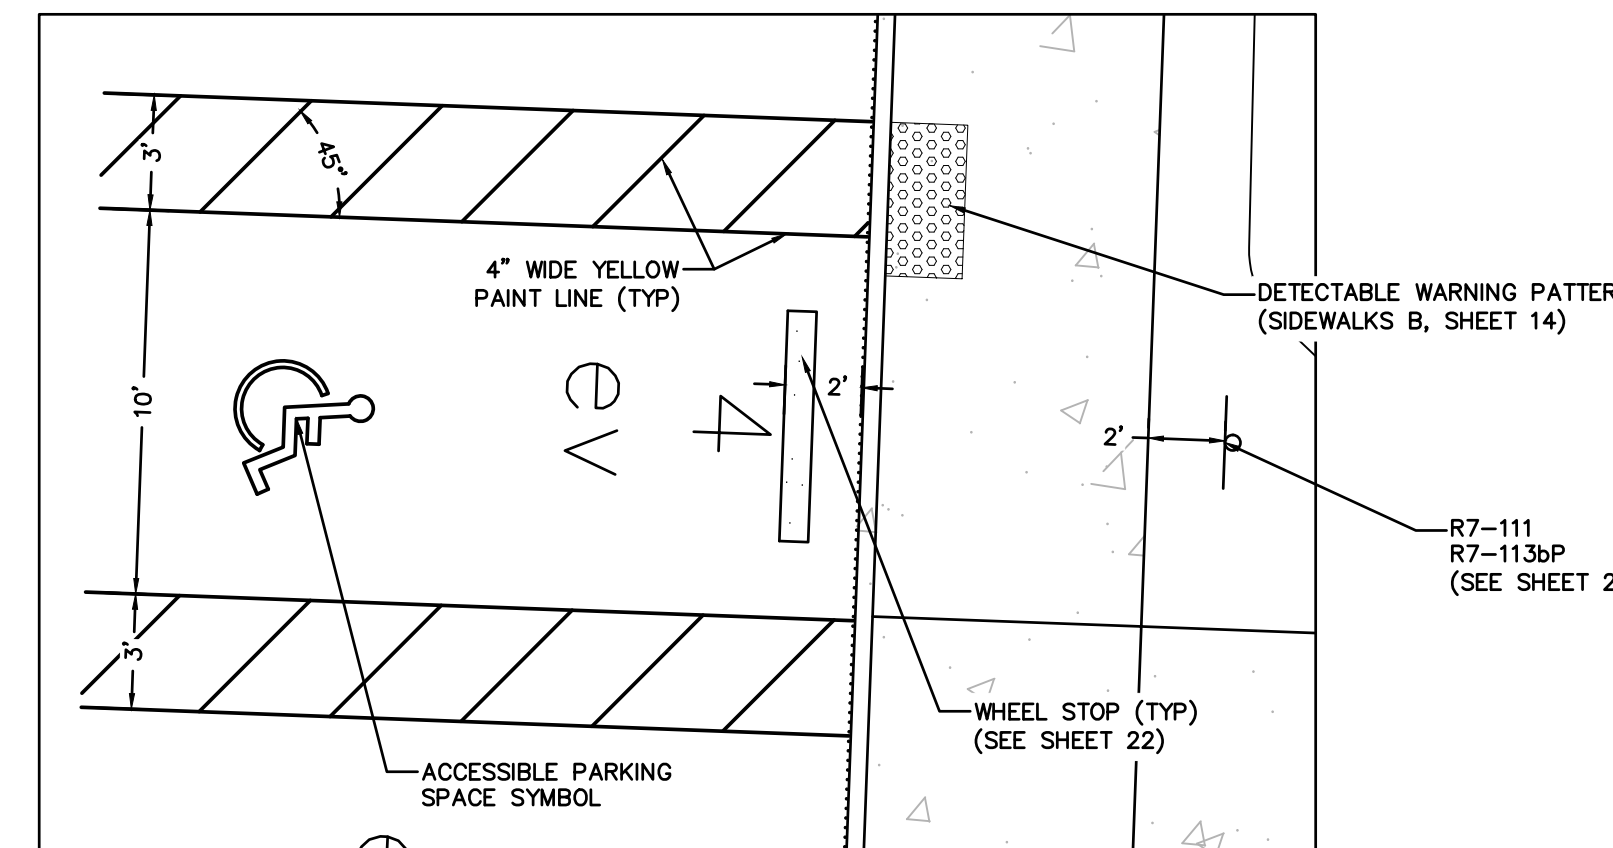 3'
45°
4" WIDE YELLOW
PAINT LINE (TYP)
DETECTABLE WARNING PATTER
(SIDEWALKS B, SHEET 14)
10'
e
V
4
2'
2'
R7-111
R7-113bP
(SEE SHEET 2
3'
WHEEL STOP (TYP)
(SEE SHEET 22)
ACCESSIBLE PARKING
SPACE SYMBOL